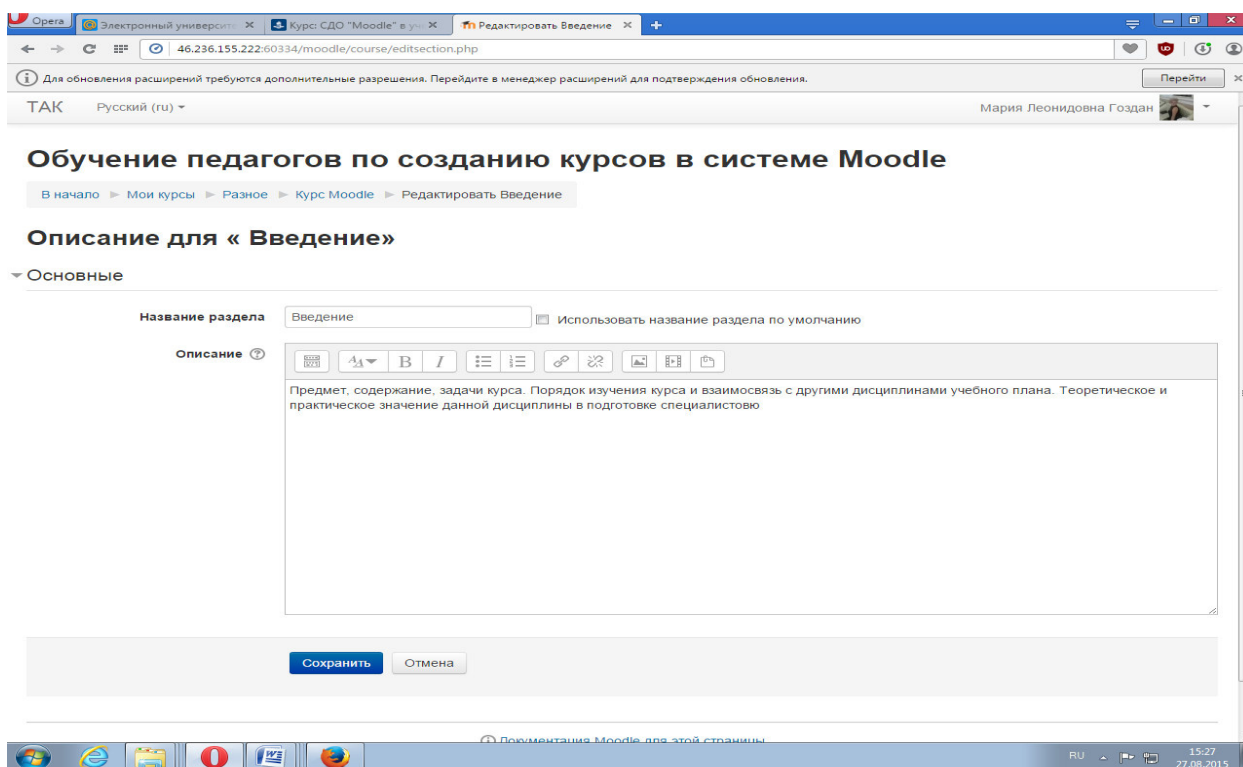 Opera
Электронный университ
Курс: СДО "Moodle" в ун
Редактировать Введение
46.236.155.222:60334/moodle/course/editsection.php
Для обновления расширений требуются дополнительные разрешения. Перейдите в менеджер расширений для подтверждения обновления.
Перейти
ТАК
Русский (ru)
Мария Леонидовна Гоздан
Обучение педагогов по созданию курсов в системе Moodle
В начало ► Мои курсы ► Разное ► Курс Moodle ► Редактировать Введение
Описание для « Введение»
Основные
Название раздела
Введение
Использовать название раздела по умолчанию
Описание
Предмет, содержание, задачи курса. Порядок изучения курса и взаимосвязь с другими дисциплинами учебного плана. Теоретическое и
практическое значение данной дисциплины в подготовке специалистовю
Сохранить
Отмена
Документация Moodle для этой страницы
RU
15:27
27.08.2015